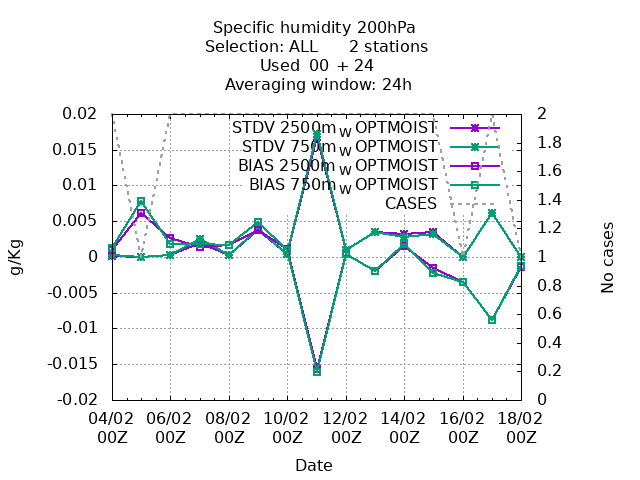 Specific humidity 200hPa
Selection: ALL 2 stations
Used 00 + 24
Averaging window: 24h
STDV 2500m W OPTMOIST
STDV 750m W OPTMOIST
BIAS 2500m W OPTMOIST
BIAS 750m W OPTMOIST
CASES
0.02
0.015
0.01
0.005
0
-0.005
-0.01
-0.015
-0.02
2
1.8
1.6
1.4
1.2
1
0.8
0.6
0.4
0.2
0
g/Kg
No cases
04/02 06/02 08/02 10/02 12/02 14/02 16/02 18/02
00Z 00Z 00Z 00Z 00Z 00Z 00Z 00Z
Date